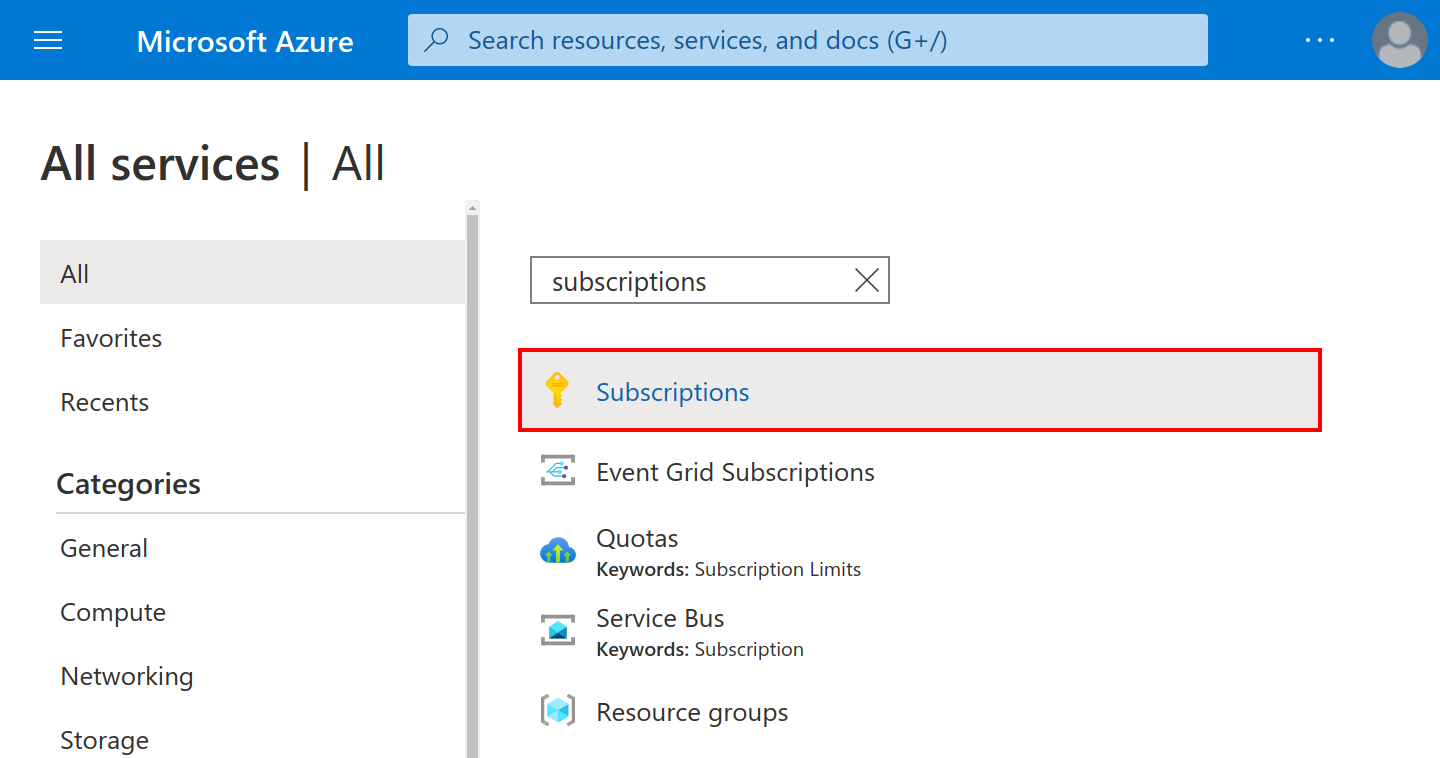 Microsoft Azure
Search resources, services, and docs (G+/)
All services | All
All
Favorites
Recents
Categories
General
Compute
Networking
Storage
subscriptions
Subscriptions
Event Grid Subscriptions
Quotas
Keywords: Subscription Limits
Service Bus
Keywords: Subscription
Resource groups